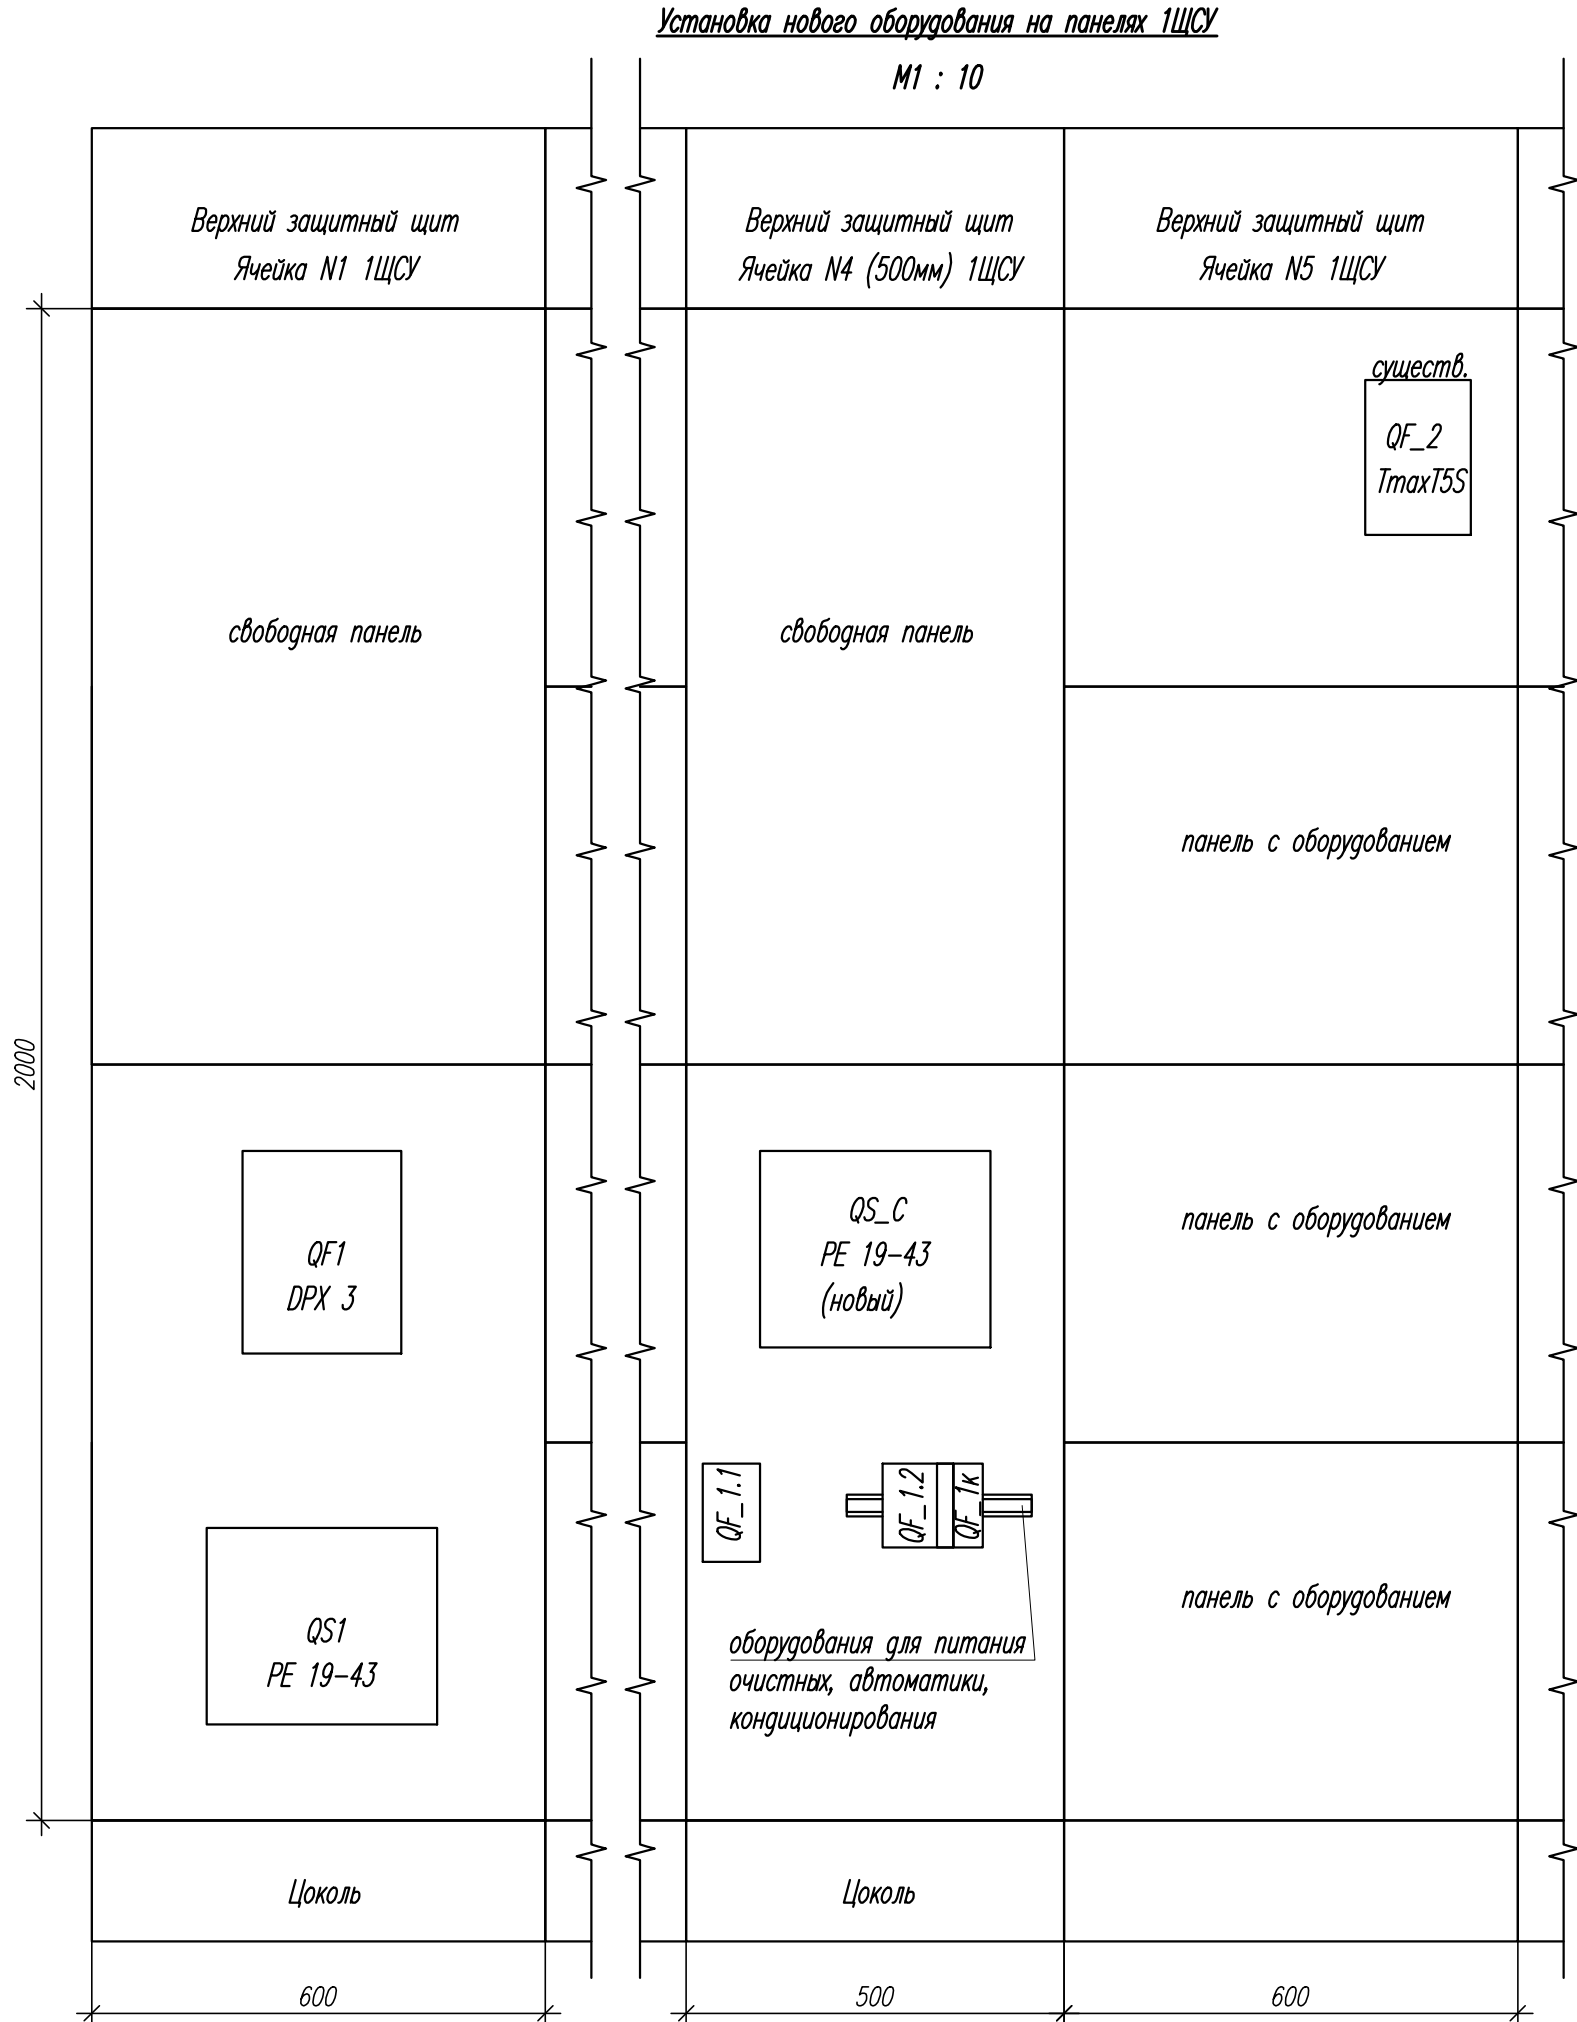 Установка нового оборудования на панелях 1ЩСУ
М1 : 10
Верхний защитный щит
Ячейка N1 1ЩСУ
Верхний защитный щит
Ячейка N4 (500мм) 1ЩСУ
Верхний защитный щит
Ячейка N5 1ЩСУ
существ.
QF_2
TmaxT5S
свободная панель
свободная панель
панель с оборудованием
2000
QF1
DPX 3
QS_C
РЕ 19-43
(новый)
панель с оборудованием
QF_1.1
QF_1.2
QF_1к
QS1
РЕ 19-43
оборудования для питания
очистных, автоматики,
кондиционирования
панель с оборудованием
Цоколь
Цоколь
600
500
600